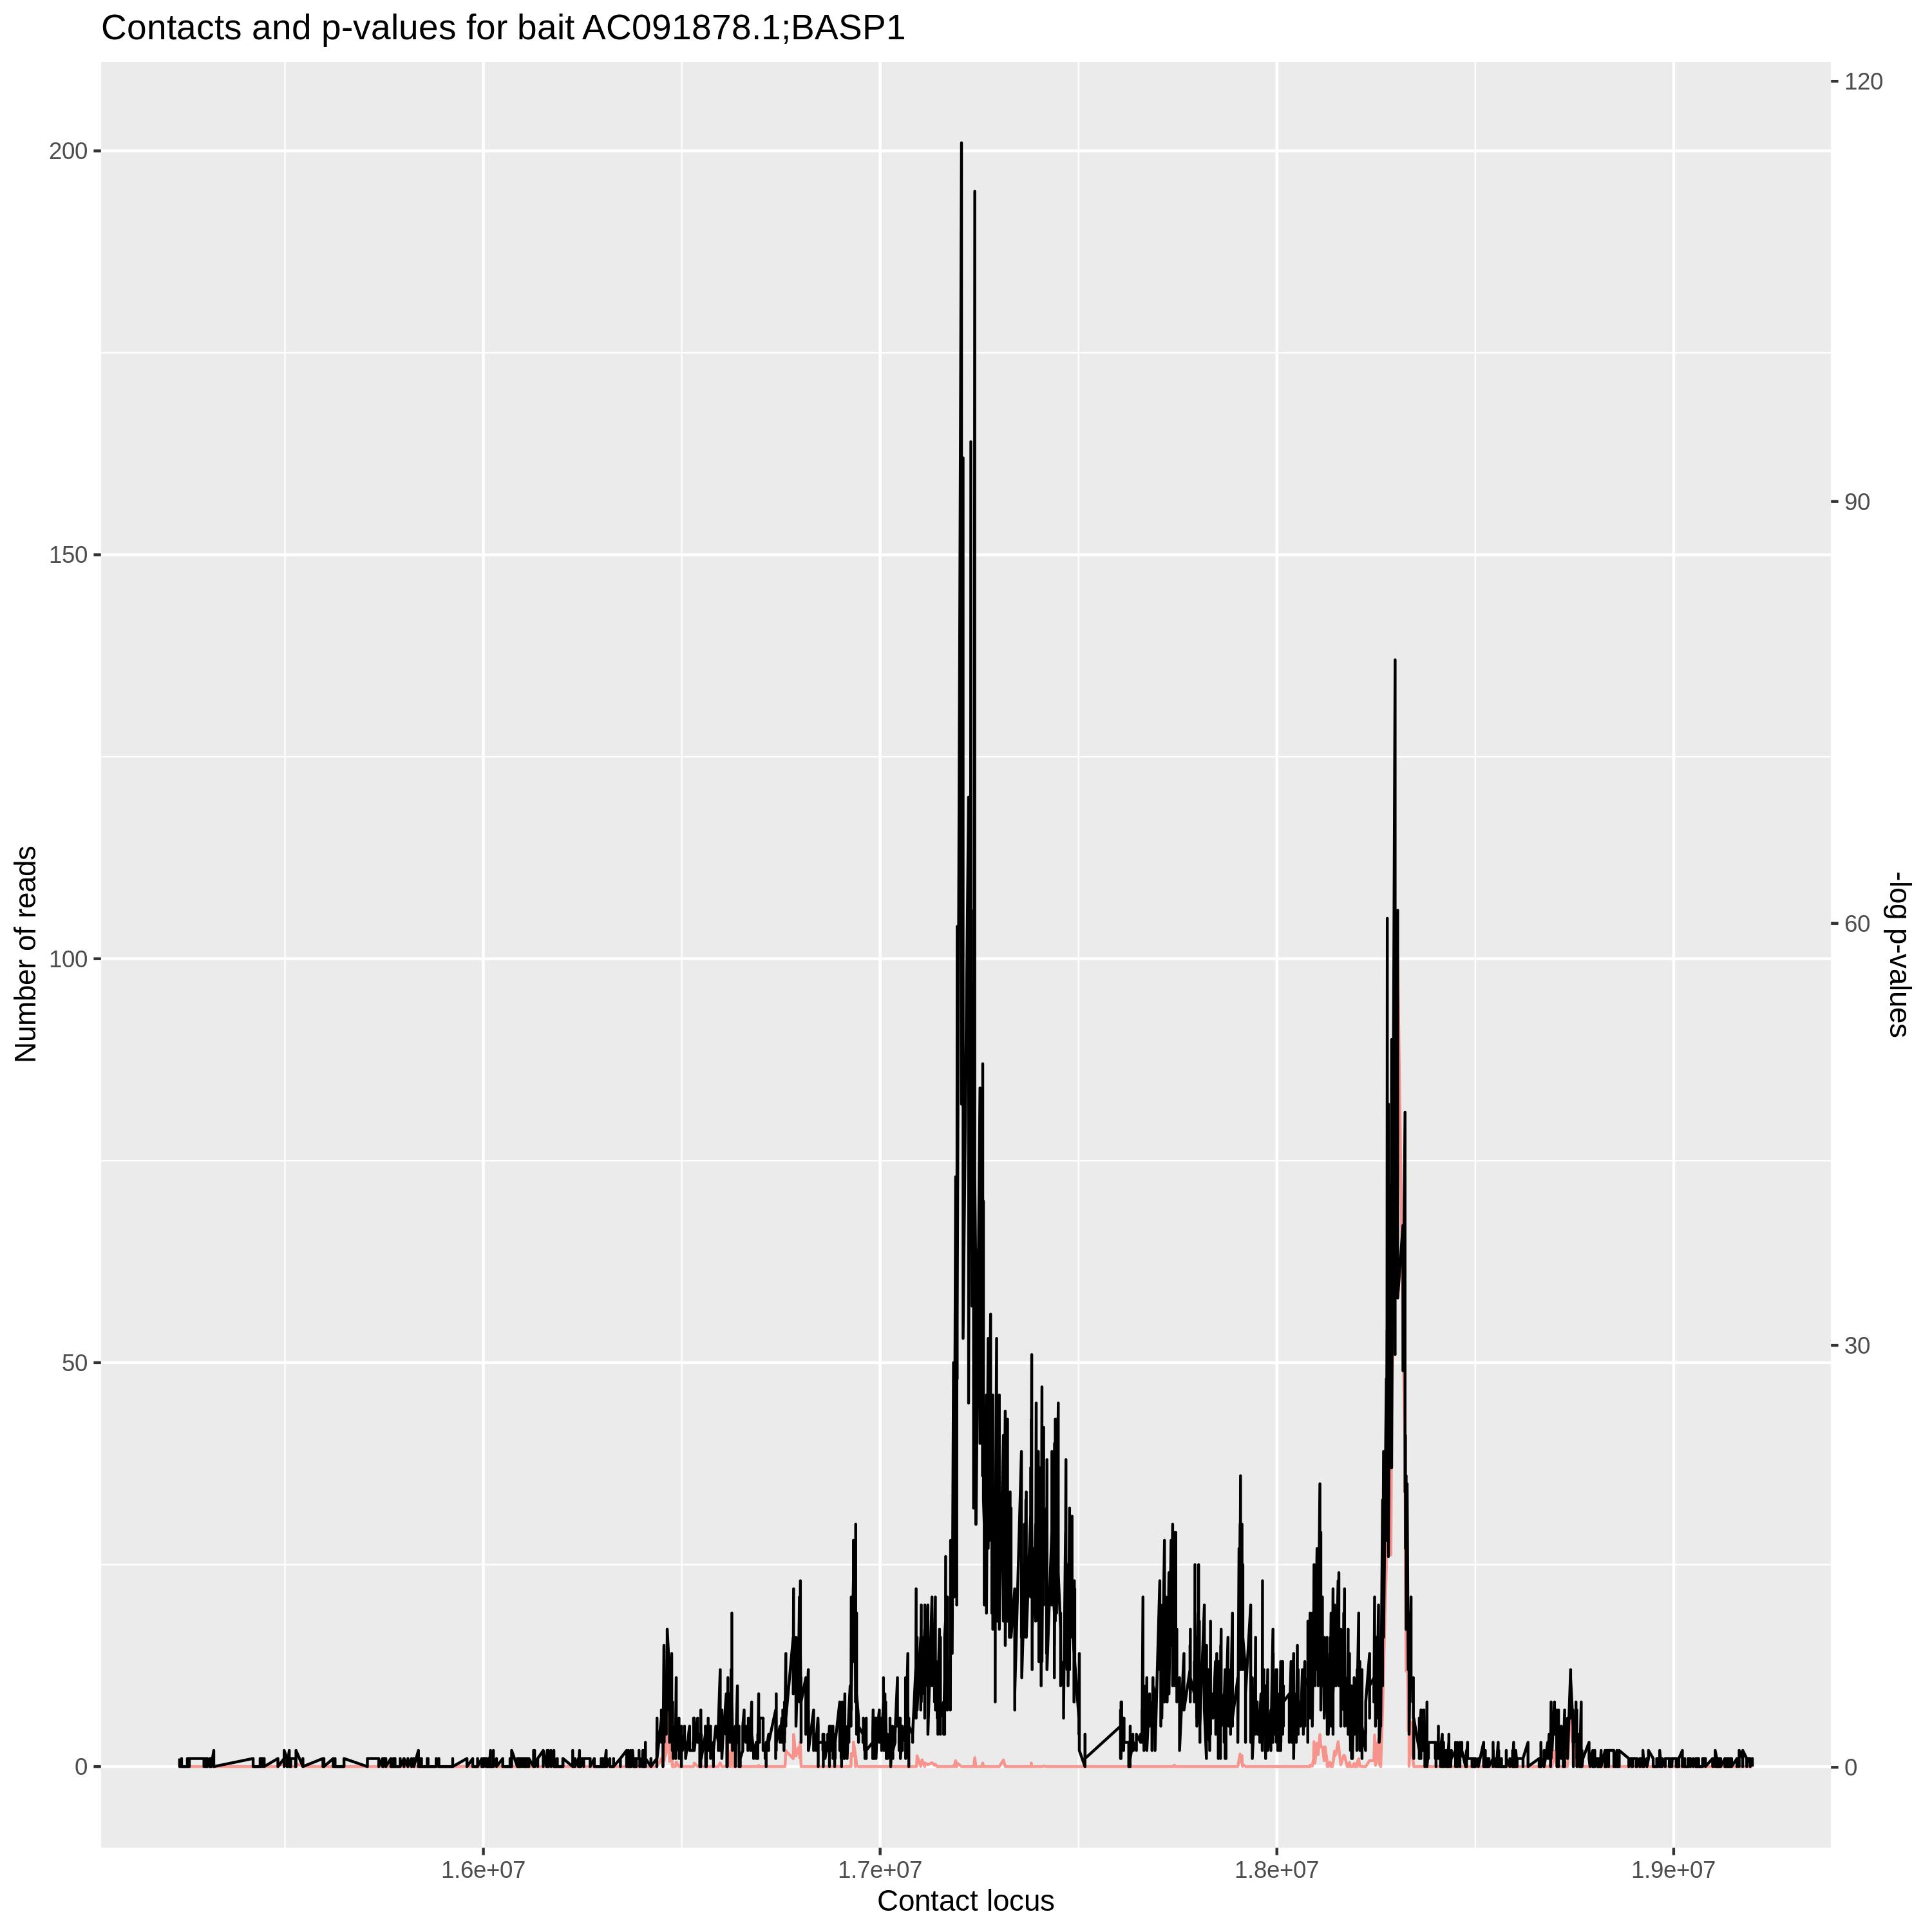 Contacts and p-values for bait AC091878.1;BASP1
200
150
100
50
0
Number of reads
120
90
60
30
0
-log p-values
1.6e+07 1.7e+07 1.8e+07 1.9e+07
Contact locus